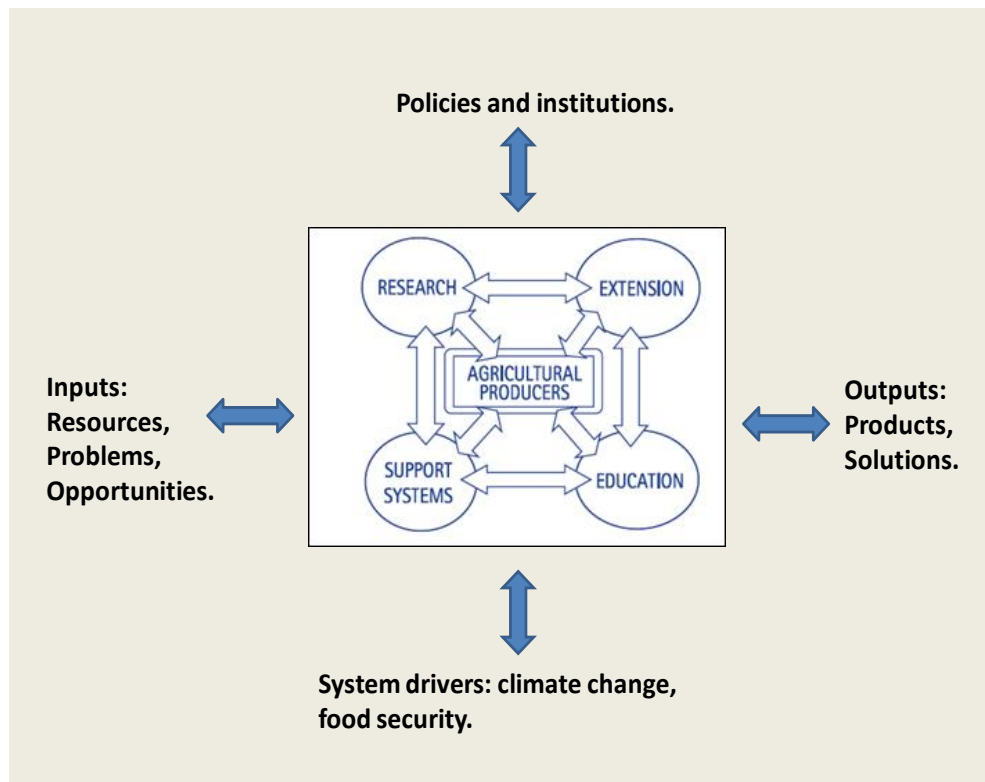 Policies and institutions.
RESEARCH
EXTENSION
AGRICULTURAL
PRODUCERS
Inputs:
Resources,
Problems,
Opportunities.
Outputs:
Products,
Solutions.
SUPPORT
SYSTEMS
EDUCATION
System drivers: climate change,
food security.